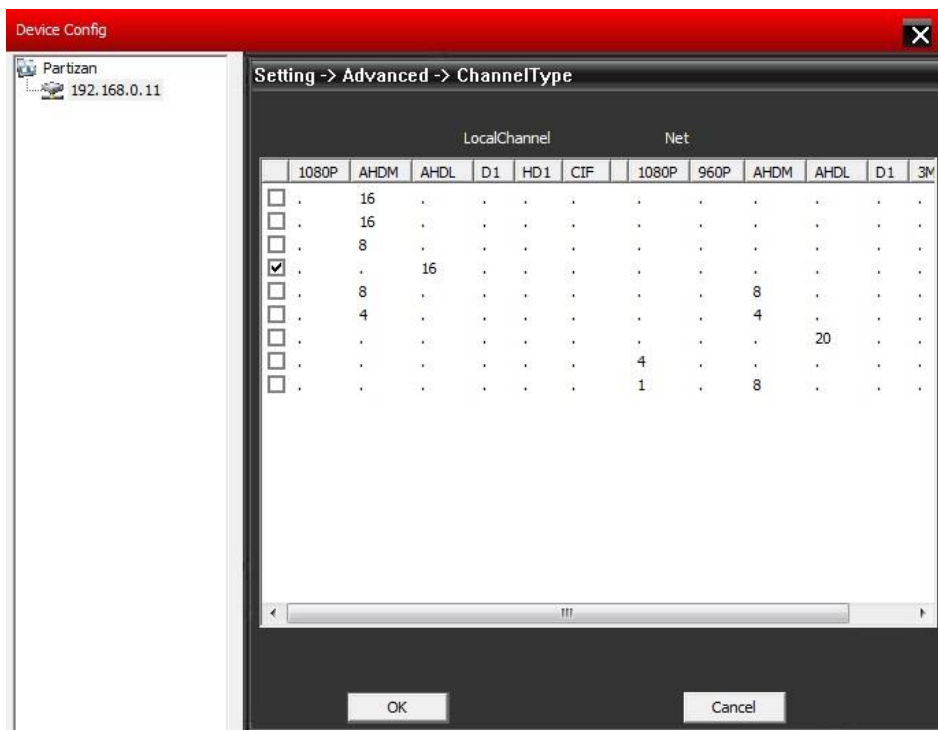 Device Config
Partizan
192.168.0.11
Setting -> Advanced -> ChannelType
LocalChannel Net
1080P AHDM AHDL D1 HD1 CIF 1080P 960P AHDM AHDL D1 3M
. 16 . . . . . . . . . .
. 16 . . . . . . . . . .
. 8 . . . . . . . . . .
. . 16 . . . . . . . . .
. 8 . . . . . . 8 . . .
. 4 . . . . . . 4 . . .
. . . . . . . . . 20 . .
. . . . . . 4 . . . . .
. . . . . . 1 . 8 . . .
OK Cancel